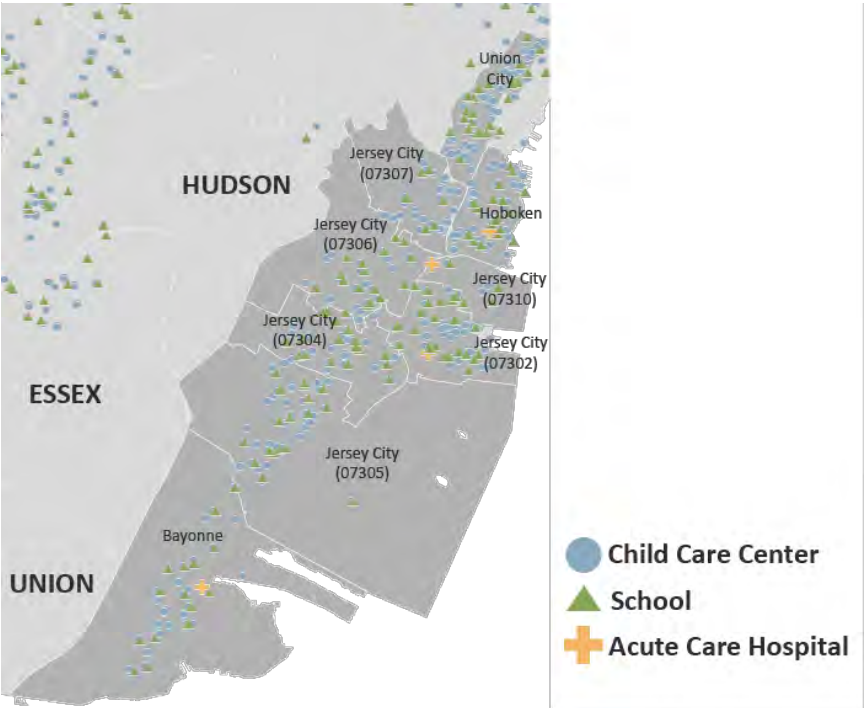 Union
City
Jersey City
(07307)
HUDSON
Hoboken
Jersey City
(07306)
Jersey City
(07310)
Jersey City
(07304)
Jersey City
(07302)
ESSEX
Jersey City
(07305)
Bayonne
Child Care Center
UNION
School
Acute Care Hospital